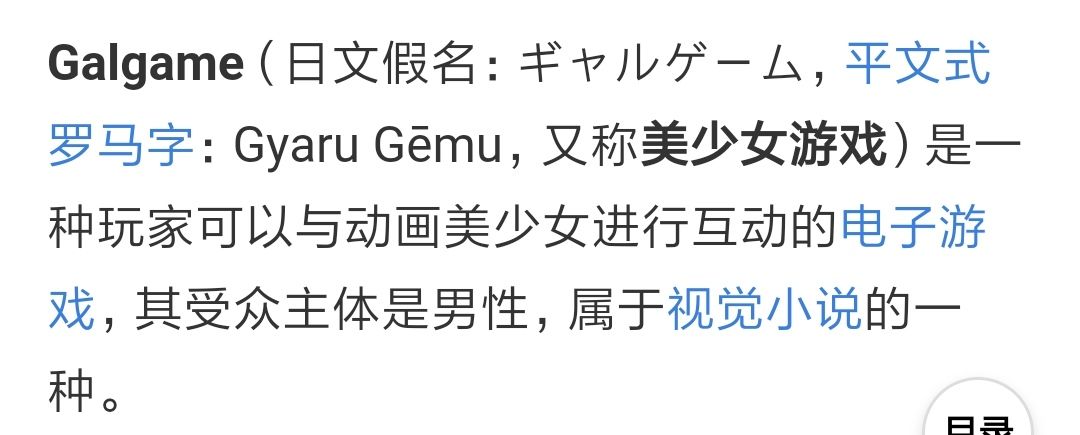 Galgame（日文假名：ギャルゲーム，平文式
罗马字：Gyaru Gēmu，又称美少女游戏）是一
种玩家可以与动画美少女进行互动的电子游
戏，其受众主体是男性，属于视觉小说的一
种。
目录